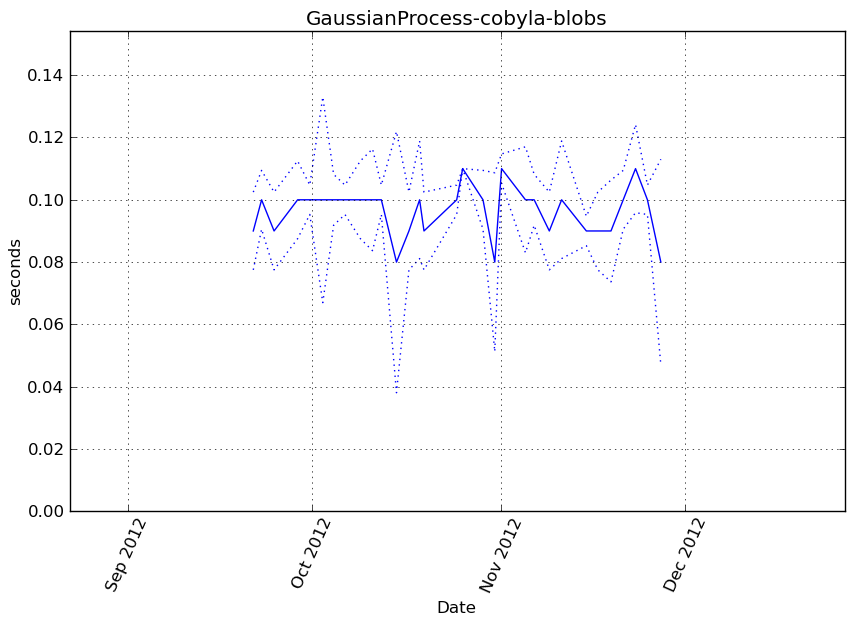 GaussianProcess-cobyla-blobs
0.14
0.12
0.10
0.08
0.06
0.04
0.02
0.00
seconds
Sep 2012
Oct 2012
Nov 2012
Dec 2012
Date